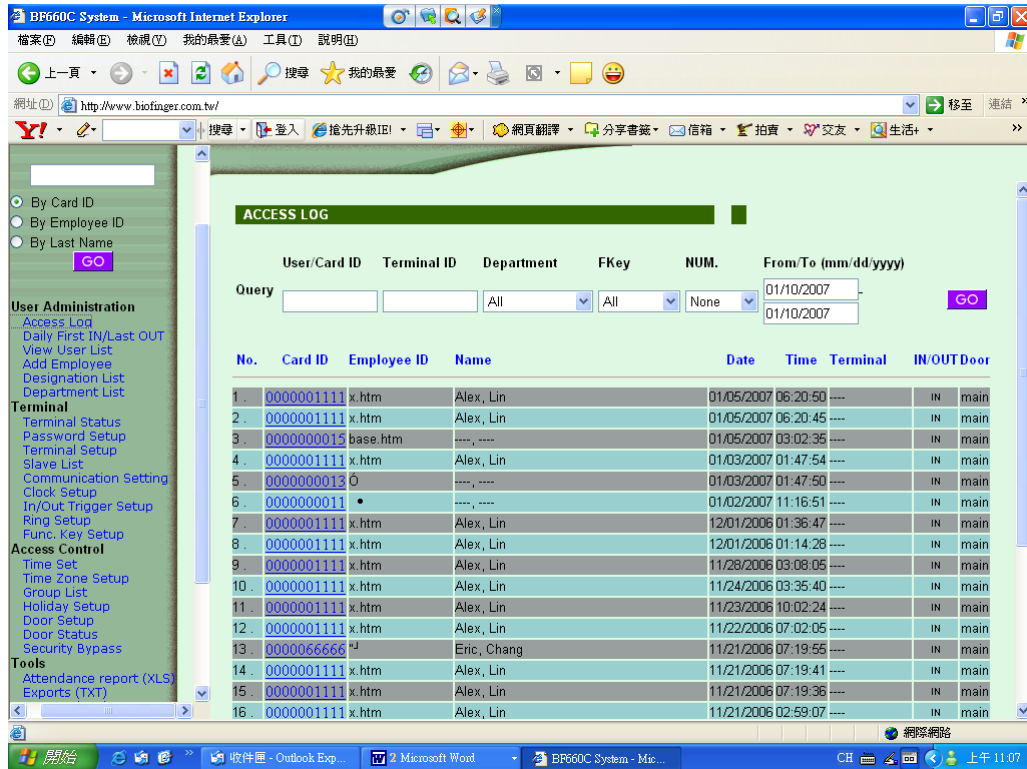 BF660C System - Microsoft Internet Explorer
檔案(F) 編輯(E) 檢視(V) 我的最愛(A) 工具(T) 說明(H)
上一頁 搜尋 我的最愛
網址(D) http://www.biofinger.com.tw/ 移至 連結 »
Y! 搜尋 登入 搶先升級IE! 網頁翻譯 分享書籤 信箱 拍賣 交友 生活+ »
By Card ID
By Employee ID
By Last Name
GO
User Administration
Access Log
Daily First IN/Last OUT
View User List
Add Employee
Designation List
Department List
Terminal
Terminal Status
Password Setup
Terminal Setup
Slave List
Communication Setting
Clock Setup
In/Out Trigger Setup
Ring Setup
Func. Key Setup
Access Control
Time Set
Time Zone Setup
Group List
Holiday Setup
Door Setup
Door Status
Security Bypass
Tools
Attendance report (XLS)
Exports (TXT)
ACCESS LOG
User/Card ID Terminal ID Department FKey NUM. From/To (mm/dd/yyyy)
Query All All None 01/10/2007 - GO
01/10/2007
No. Card ID Employee ID Name Date Time Terminal IN/OUT Door
1 . 0000001111 x.htm Alex, Lin 01/05/2007 06:20:50 ---- IN main
2 . 0000001111 x.htm Alex, Lin 01/05/2007 06:20:45 ---- IN main
3 . 0000000015 base.htm ----, ---- 01/05/2007 03:02:35 ---- IN main
4 . 0000001111 x.htm Alex, Lin 01/03/2007 01:47:54 ---- IN main
5 . 0000000013 Ó ----, ---- 01/03/2007 01:47:50 ---- IN main
6 . 0000000011 • ----, ---- 01/02/2007 11:16:51 ---- IN main
7 . 0000001111 x.htm Alex, Lin 12/01/2006 01:36:47 ---- IN main
8 . 0000001111 x.htm Alex, Lin 12/01/2006 01:14:28 ---- IN main
9 . 0000001111 x.htm Alex, Lin 11/28/2006 03:08:05 ---- IN main
10 . 0000001111 x.htm Alex, Lin 11/24/2006 03:35:40 ---- IN main
11 . 0000001111 x.htm Alex, Lin 11/23/2006 10:02:24 ---- IN main
12 . 0000001111 x.htm Alex, Lin 11/22/2006 07:02:05 ---- IN main
13 . 0000066666 "┘ Eric, Chang 11/21/2006 07:19:55 ---- IN main
14 . 0000001111 x.htm Alex, Lin 11/21/2006 07:19:41 ---- IN main
15 . 0000001111 x.htm Alex, Lin 11/21/2006 07:19:36 ---- IN main
16 . 0000001111 x.htm Alex, Lin 11/21/2006 02:59:07 ---- IN main
網際網路
開始 » 收件匣 - Outlook Exp... 2 Microsoft Word BF660C System - Mic... CH 上午 11:07